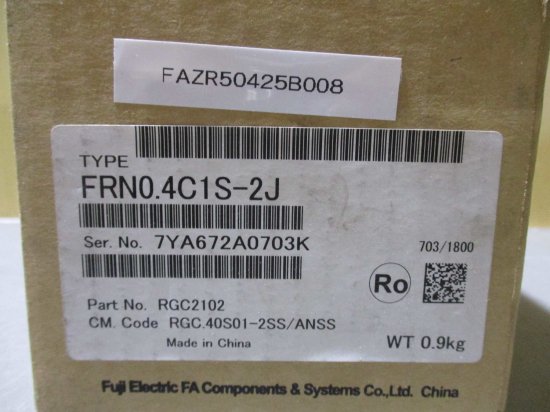 FAZR50425B008
TYPE
FRN0.4C1S-2J
Ser. No. 7YA672A0703K
703/1800
Ro
Part No. RGC2102
CM. Code RGC.40S01-2SS/ANSS
Made in China
WT 0.9kg
Fuji Electric FA Components & Systems Co.,Ltd. China